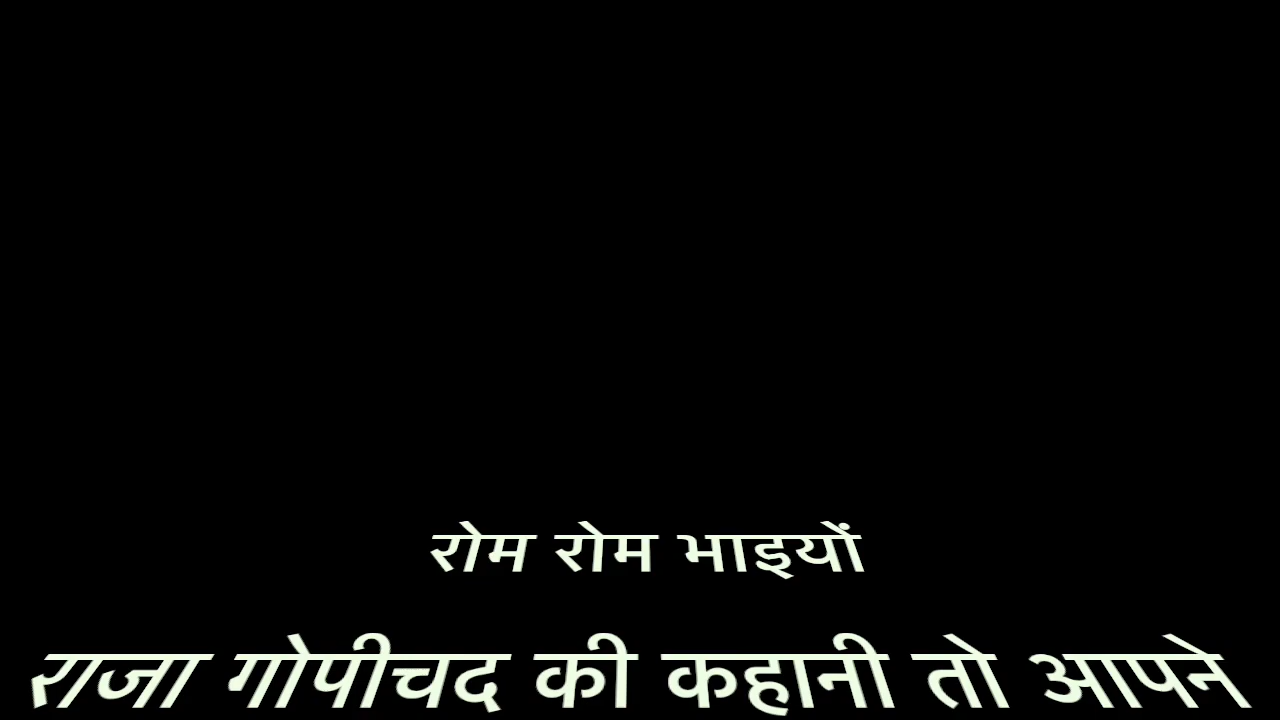 रोम रोम भाइयों
राजा गोपीचद की कहानी तो आपने